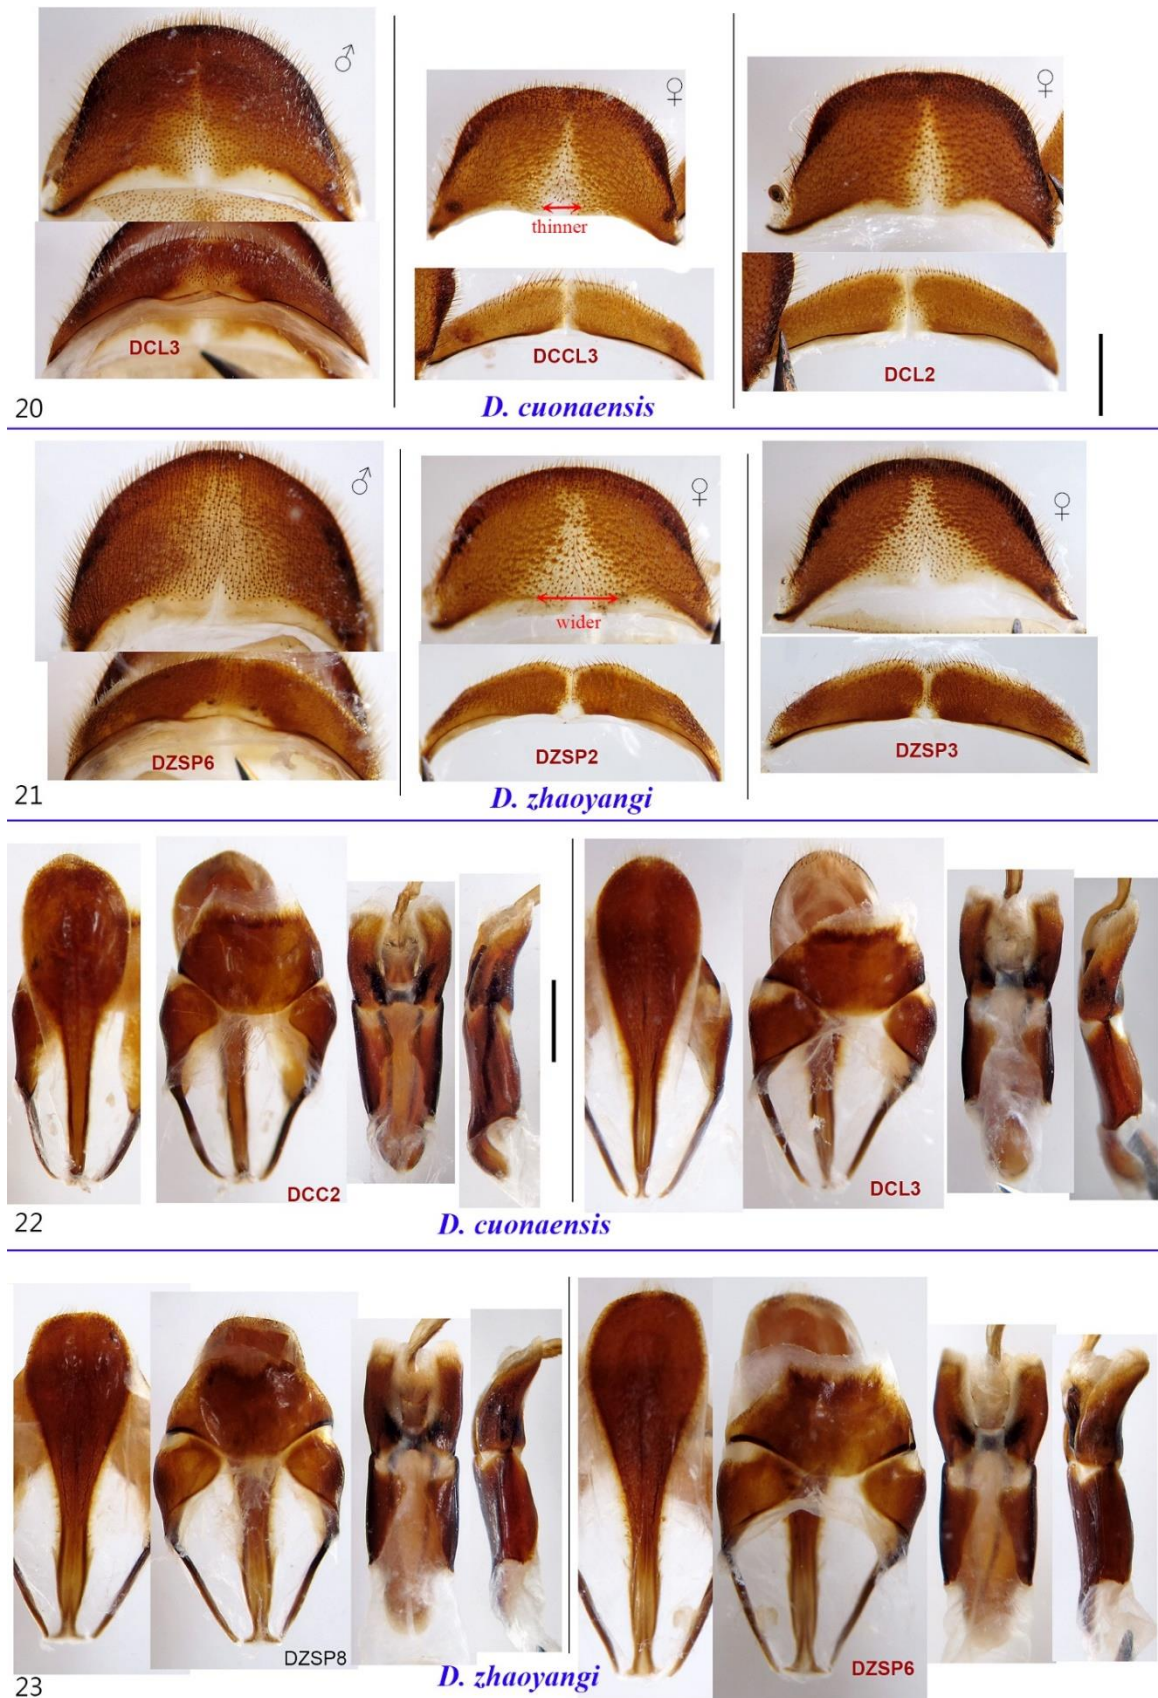 ♂
♀
♀
thinner
DCL3
DCCL3
DCL2
20
D. cuonaensis
♂
♀
♀
wider
DZSP6
DZSP2
DZSP3
21
D. zhaoyangi
DCC2
DCL3
22
D. cuonaensis
DZSP8
DZSP6
23
D. zhaoyangi